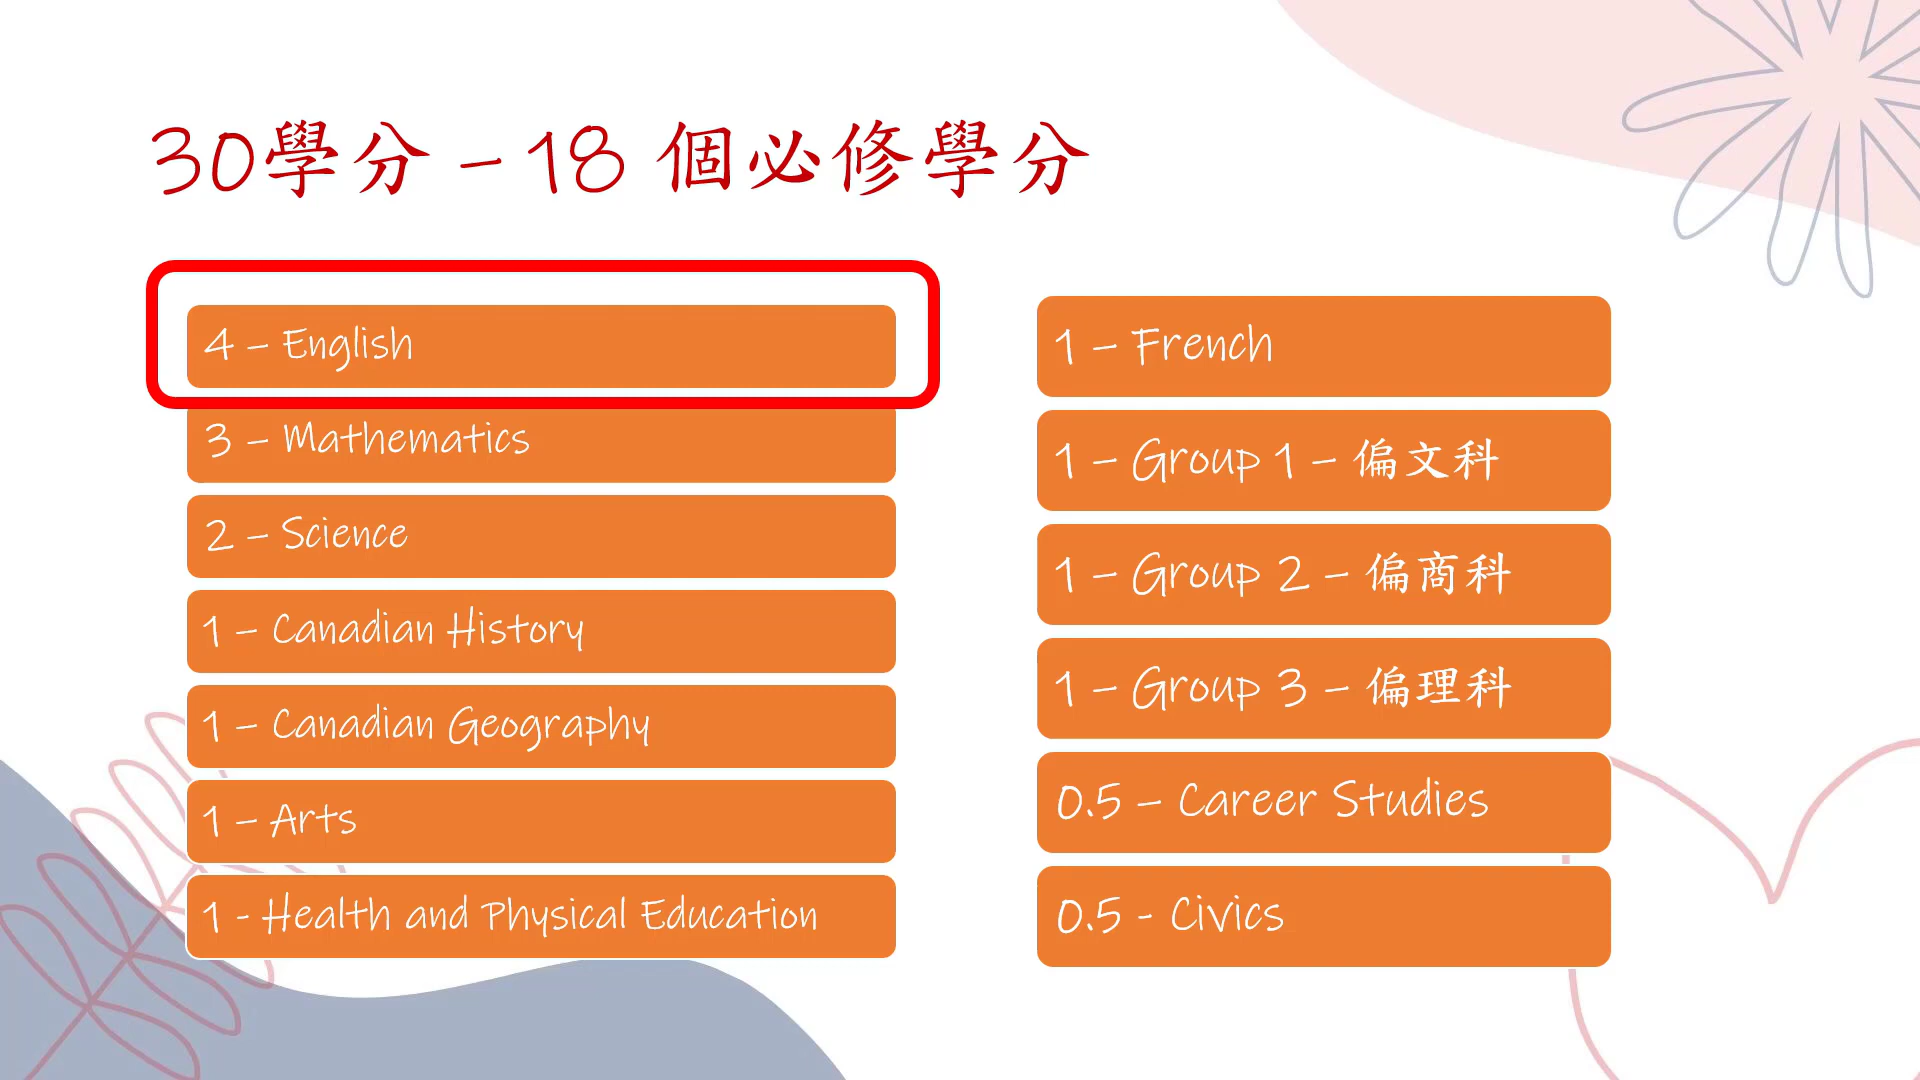 30學分 – 18 個必修學分
4 – English
3 – Mathematics
2 – Science
1 – Canadian History
1 – Canadian Geography
1 – Arts
1 - Health and Physical Education
1 – French
1 – Group 1 – 偏文科
1 – Group 2 – 偏商科
1 – Group 3 – 偏理科
0.5 – Career Studies
0.5 - Civics